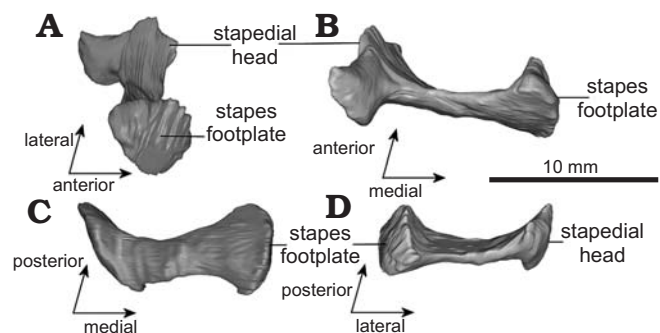 A
stapedial
head
stapes
footplate
lateral
anterior
B
stapes
footplate
anterior
medial
10 mm
C
stapes
footplate
posterior
medial
D
stapedial
head
posterior
lateral